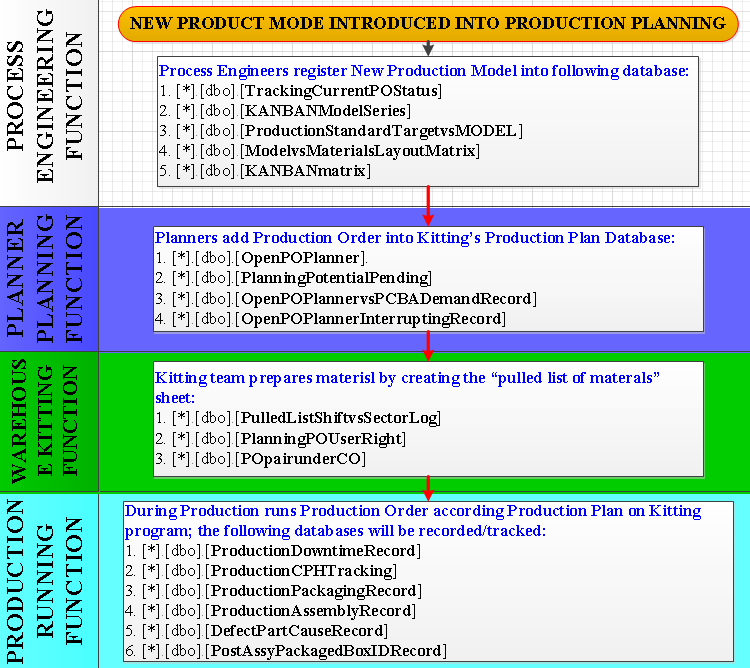 NEW PRODUCT MODE INTRODUCED INTO PRODUCTION PLANNING
PROCESS
ENGINEERING
FUNCTION
Process Engineers register New Production Model into following database:
1. [*].[dbo].[TrackingCurrentPOStatus]
2. [*].[dbo].[KANBANModelSeries]
3. [*].[dbo].[ProductionStandardTargetvsMODEL]
4. [*].[dbo].[ModelvsMaterialsLayoutMatrix]
5. [*].[dbo].[KANBANmatrix]
PLANNER
PLANNING
FUNCTION
Planners add Production Order into Kitting's Production Plan Database:
1. [*].[dbo].[OpenPOPlanner].
2. [*].[dbo].[PlanningPotentialPending]
3. [*].[dbo].[OpenPOPlannervsPCBADemandRecord]
4. [*].[dbo].[OpenPOPlannerInterruptingRecord]
WAREHOUS
E KITTING
FUNCTION
Kitting team prepares materisl by creating the “pulled list of materals”
sheet:
1. [*].[dbo].[PulledListShiftvsSectorLog]
2. [*].[dbo].[PlanningPOUserRight]
3. [*].[dbo].[POpairunderCO]
PRODUCTION
RUNNING
FUNCTION
During Production runs Production Order according Production Plan on Kitting
program; the following databases will be recorded/tracked:
1. [*].[dbo].[ProductionDowntimeRecord]
2. [*].[dbo].[ProductionCPHTracking]
3. [*].[dbo].[ProductionPackagingRecord]
4. [*].[dbo].[ProductionAssemblyRecord]
5. [*].[dbo].[DefectPartCauseRecord]
6. [*].[dbo].[PostAssyPackagedBoxIDRecord]